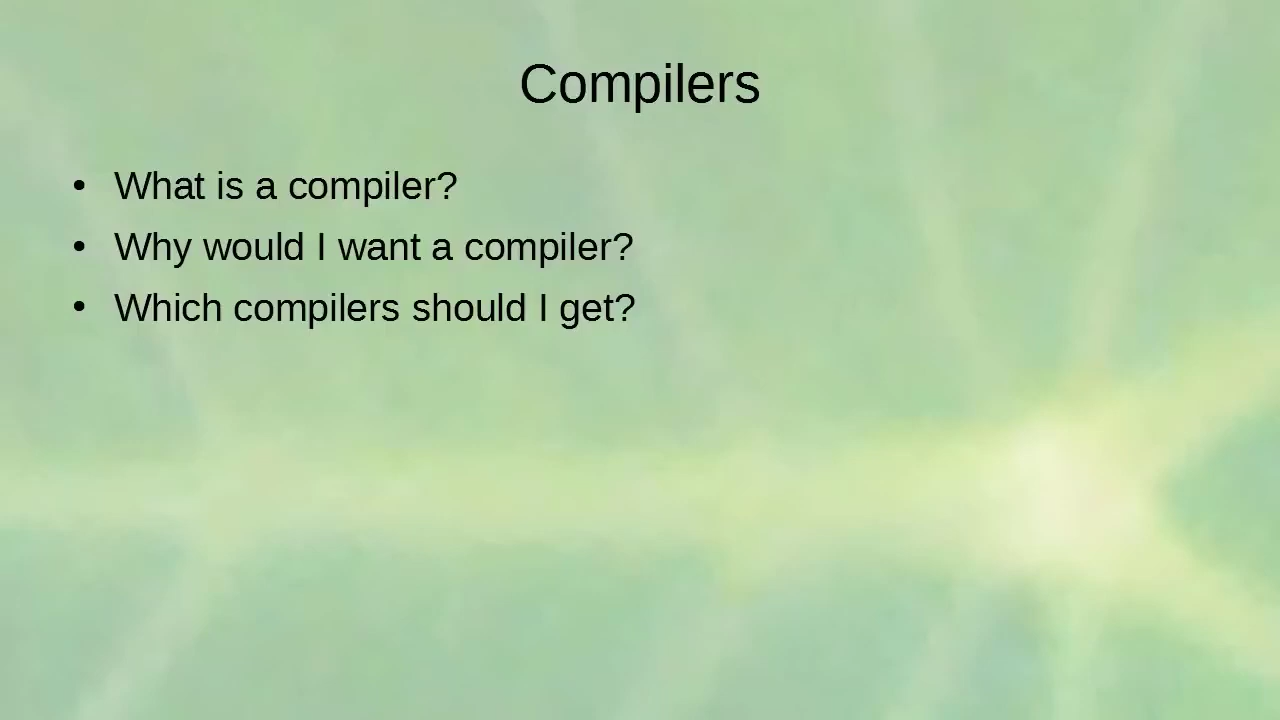 Compilers
• What is a compiler?
• Why would I want a compiler?
• Which compilers should I get?